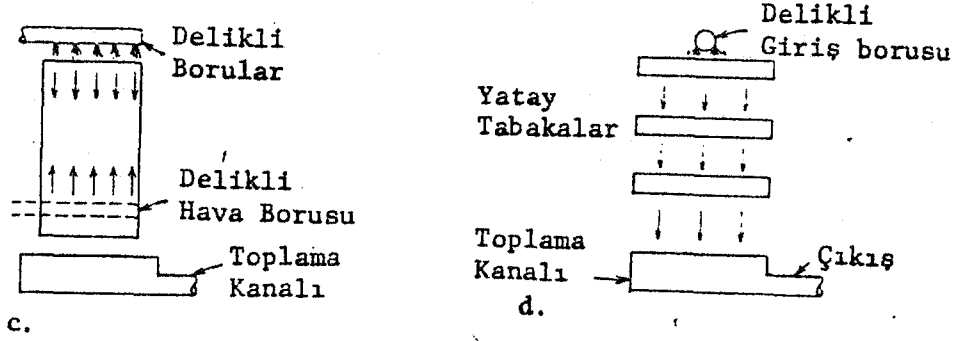 Delikli
Borular
Delikli
Hava Borusu
Toplama
Kanalı
c.
Delikli
Giriş borusu
Yatay
Tabakalar
Toplama
Kanalı
Çıkış
d.